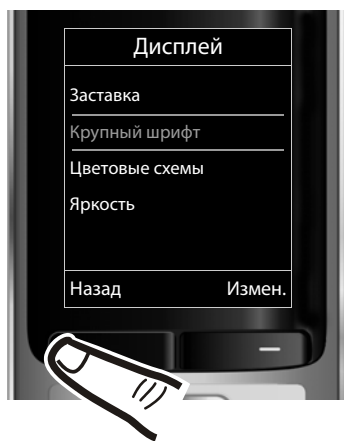 Дисплей
Заставка
Крупный шрифт
Цветовые схемы
Яркость
Назад Измен.